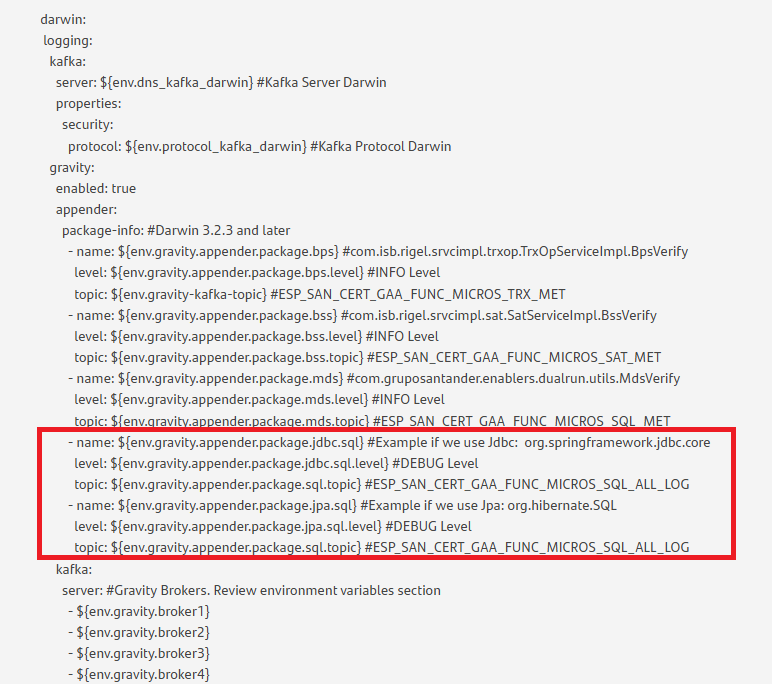 darwin:
logging:
kafka:
server: ${env.dns_kafka_darwin} #Kafka Server Darwin
properties:
security:
protocol: ${env.protocol_kafka_darwin} #Kafka Protocol Darwin
gravity:
enabled: true
appender:
package-info: #Darwin 3.2.3 and later
- name: ${env.gravity.appender.package.bps} #com.isb.rigel.srvcimpl.trxop.TrxOpServiceImpl.BpsVerify
level: ${env.gravity.appender.package.bps.level} #INFO Level
topic: ${env.gravity-kafka-topic} #ESP_SAN_CERT_GAA_FUNC_MICROS_TRX_MET
- name: ${env.gravity.appender.package.bss} #com.isb.rigel.srvcimpl.sat.SatServiceImpl.BssVerify
level: ${env.gravity.appender.package.bss.level} #INFO Level
topic: ${env.gravity.appender.package.bss.topic} #ESP_SAN_CERT_GAA_FUNC_MICROS_SAT_MET
- name: ${env.gravity.appender.package.mds} #com.gruposantander.enablers.dualrun.utils.MdsVerify
level: ${env.gravity.appender.package.mds.level} #INFO Level
topic: ${env.gravity.appender.package.mds.topic} #ESP_SAN_CERT_GAA_FUNC_MICROS_SQL_MET
- name: ${env.gravity.appender.package.jdbc.sql} #Example if we use Jdbc:  org.springframework.jdbc.core
level: ${env.gravity.appender.package.jdbc.sql.level} #DEBUG Level
topic: ${env.gravity.appender.package.sql.topic} #ESP_SAN_CERT_GAA_FUNC_MICROS_SQL_ALL_LOG
- name: ${env.gravity.appender.package.jpa.sql} #Example if we use Jpa: org.hibernate.SQL
level: ${env.gravity.appender.package.jpa.sql.level} #DEBUG Level
topic: ${env.gravity.appender.package.sql.topic} #ESP_SAN_CERT_GAA_FUNC_MICROS_SQL_ALL_LOG
kafka:
server: #Gravity Brokers. Review environment variables section
- ${env.gravity.broker1}
- ${env.gravity.broker2}
- ${env.gravity.broker3}
- ${env.gravity.broker4}